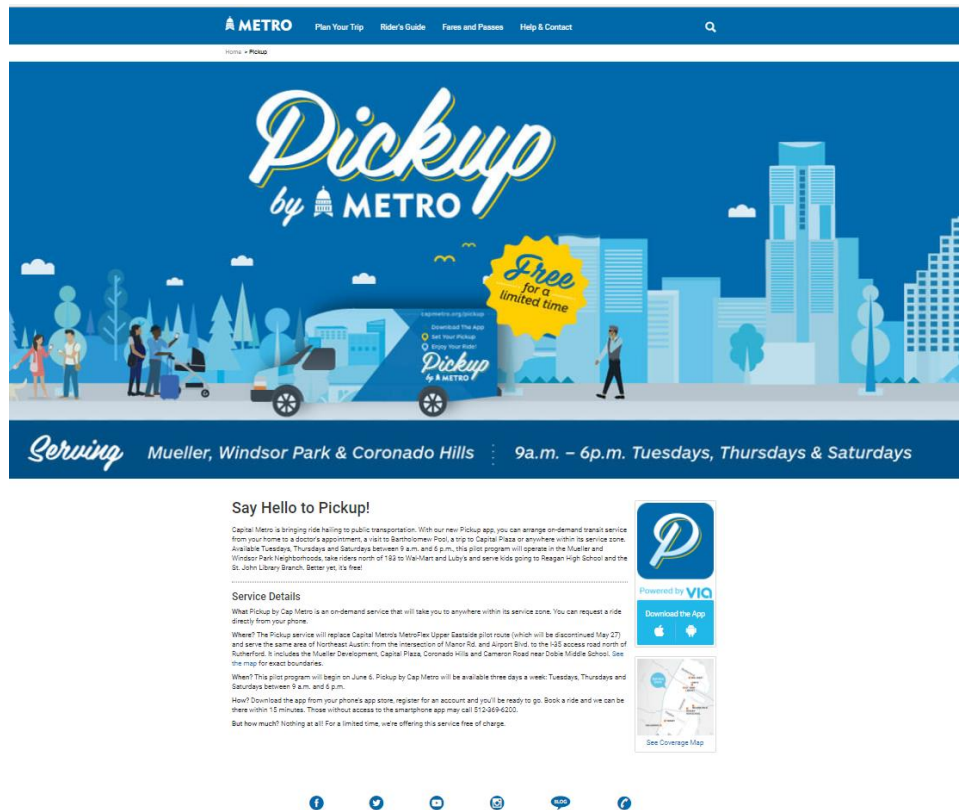 METRO Plan Your Trip Rider's Guide Fares and Passes Help & Contact
Home » Pickup
Pickup
by METRO
Free
for a
limited time
capmetro.org/pickup
Download The App
Get Your Pickup
Enjoy Your Ride!
Pickup
by METRO
Serving Mueller, Windsor Park & Coronado Hills 9a.m. – 6p.m. Tuesdays, Thursdays & Saturdays
Say Hello to Pickup!
Capital Metro is bringing ride hailing to public transportation. With our new Pickup app, you can arrange on-demand transit service
from your home to a doctor's appointment, a visit to Bartholomew Pool, a trip to Capital Plaza or anywhere within its service zone.
Available Tuesdays, Thursdays and Saturdays between 9 a.m. and 6 p.m., this pilot program will operate in the Mueller and
Windsor Park Neighborhoods, take riders north of 183 to Wal-Mart and Luby's and serve kids going to Reagan High School and the
St. John Library Branch. Better yet, it's free!
P
Powered by VIA
Download the App
Service Details
What Pickup by Cap Metro is an on-demand service that will take you to anywhere within its service zone. You can request a ride
directly from your phone.
Where? The Pickup service will replace Capital Metro's MetroFlex Upper Eastside pilot route (which will be discontinued May 27)
and serve the same area of Northeast Austin: from the intersection of Manor Rd. and Airport Blvd. to the I-35 access road north of
Rutherford. It includes the Mueller Development, Capital Plaza, Coronado Hills and Cameron Road near Dobie Middle School. See
the map for exact boundaries.
When? This pilot program will begin on June 6. Pickup by Cap Metro will be available three days a week: Tuesdays, Thursdays and
Saturdays between 9 a.m. and 6 p.m.
How? Download the app from your phone's app store, register for an account and you'll be ready to go. Book a ride and we can be
there within 15 minutes. Those without access to the smartphone app may call 512-369-6200.
But how much? Nothing at all! For a limited time, we're offering this service free of charge.
See Coverage Map
BLOG